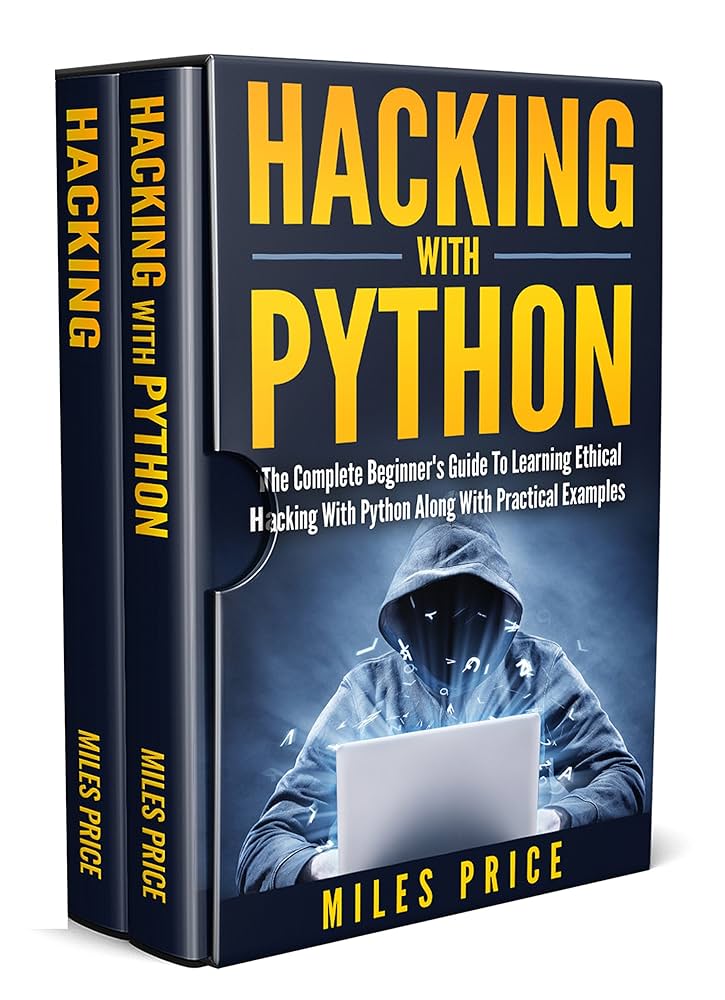 HACKING
MILES PRICE
HACKING WITH PYTHON
MILES PRICE
HACKING
WITH
PYTHON
The Complete Beginner's Guide To Learning Ethical
Hacking With Python Along With Practical Examples
MILES PRICE